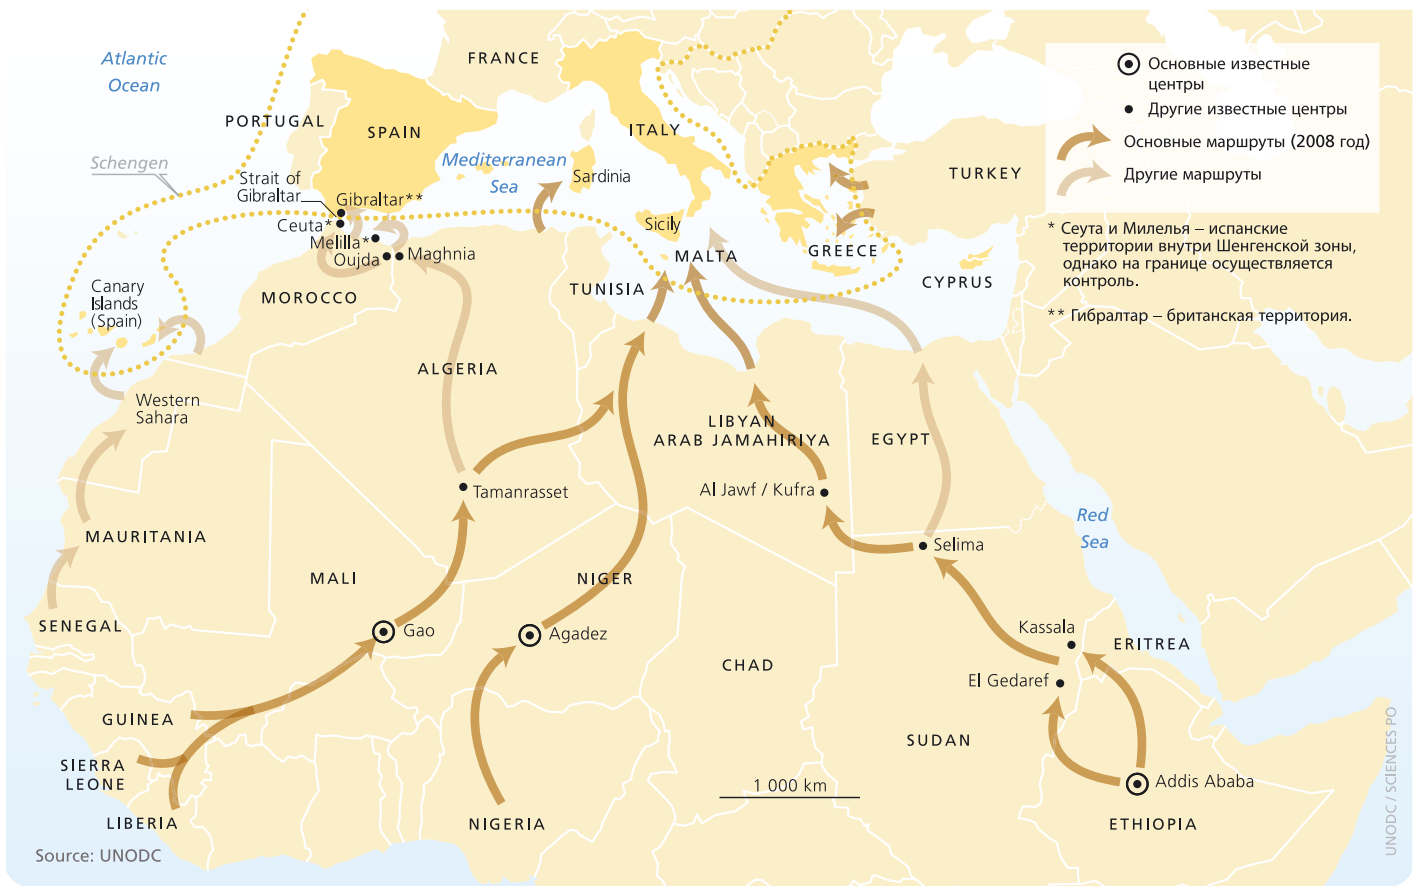 Atlantic
Ocean
FRANCE
PORTUGAL
SPAIN
ITALY
Schengen
Mediterranean
Sea
Sardinia
TURKEY
Strait of
Gibraltar
Gibraltar**
Ceuta*
Melilla*
Oujda
Maghnia
Sicily
MALTA
GREECE
CYPRUS
TUNISIA
MOROCCO
Canary
Islands
(Spain)
ALGERIA
Western
Sahara
LIBYAN
ARAB JAMAHIRIYA
EGYPT
Tamanrasset
Al Jawf / Kufra
Red
Sea
MAURITANIA
Selima
MALI
NIGER
SENEGAL
Gao
Agadez
Kassala
ERITREA
CHAD
El Gedaref
GUINEA
SUDAN
SIERRA
LEONE
1 000 km
Addis Ababa
LIBERIA
NIGERIA
ETHIOPIA
Основные известные
центры
Другие известные центры
Основные маршруты (2008 год)
Другие маршруты
* Сеута и Мелилья – испанские
территории внутри Шенгенской зоны,
однако на границе осуществляется
контроль.
** Гибралтар – британская территория.
Source: UNODC
UNODC / SCIENCES PO